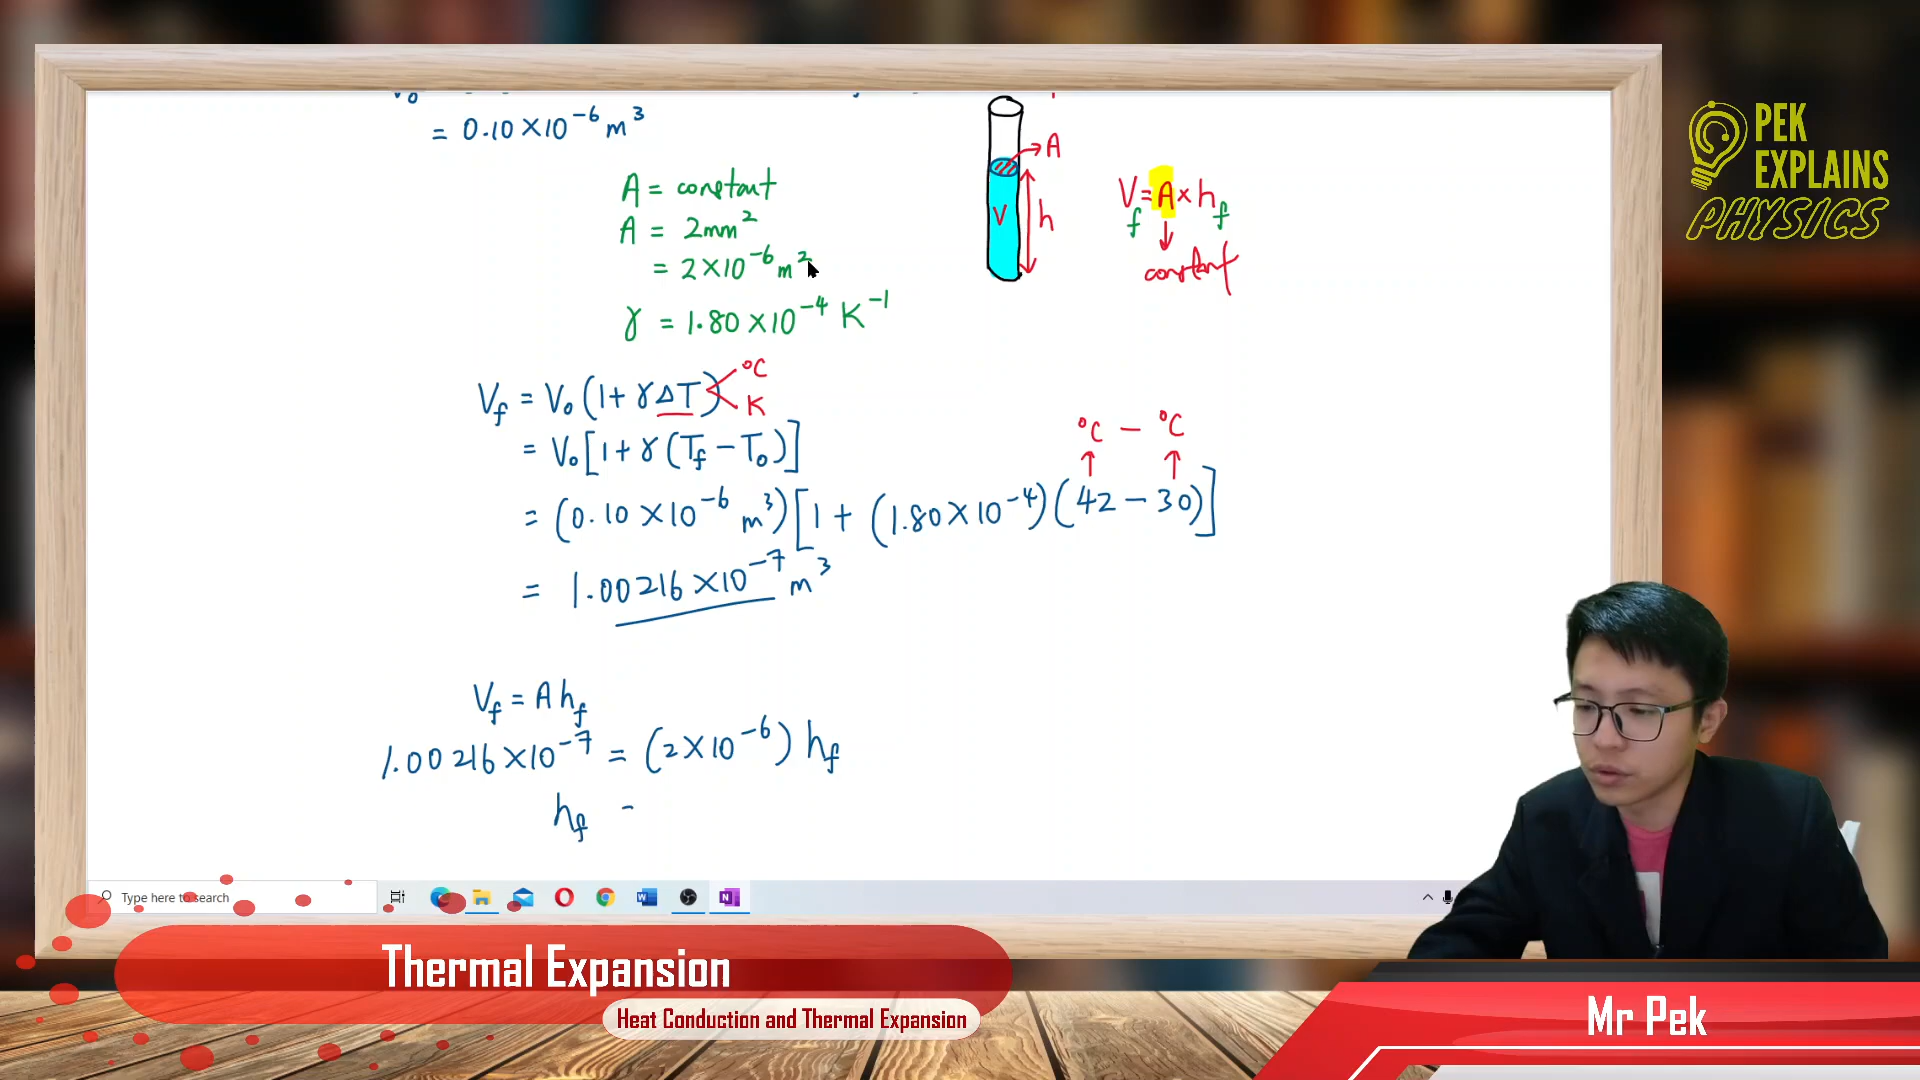 = 0.10 × 10⁻⁶ m³
A = constant
A = 2mm²
= 2 × 10⁻⁶ m²
γ = 1.80 × 10⁻⁴ K⁻¹
A
V
h
V_f = A × h_f
constant
V_f = V₀ (1 + γ ΔT)
°C
K
= V₀ [1 + γ (T_f − T₀)]
°C − °C
= (0.10 × 10⁻⁶ m³) [1 + (1.80 × 10⁻⁴) (42 − 30)]
= 1.00216 × 10⁻⁷ m³
V_f = A h_f
1.00216 × 10⁻⁷ = (2 × 10⁻⁶) h_f
h_f -
PEK
EXPLAINS
PHYSICS
Type here to search
Thermal Expansion
Heat Conduction and Thermal Expansion
Mr Pek